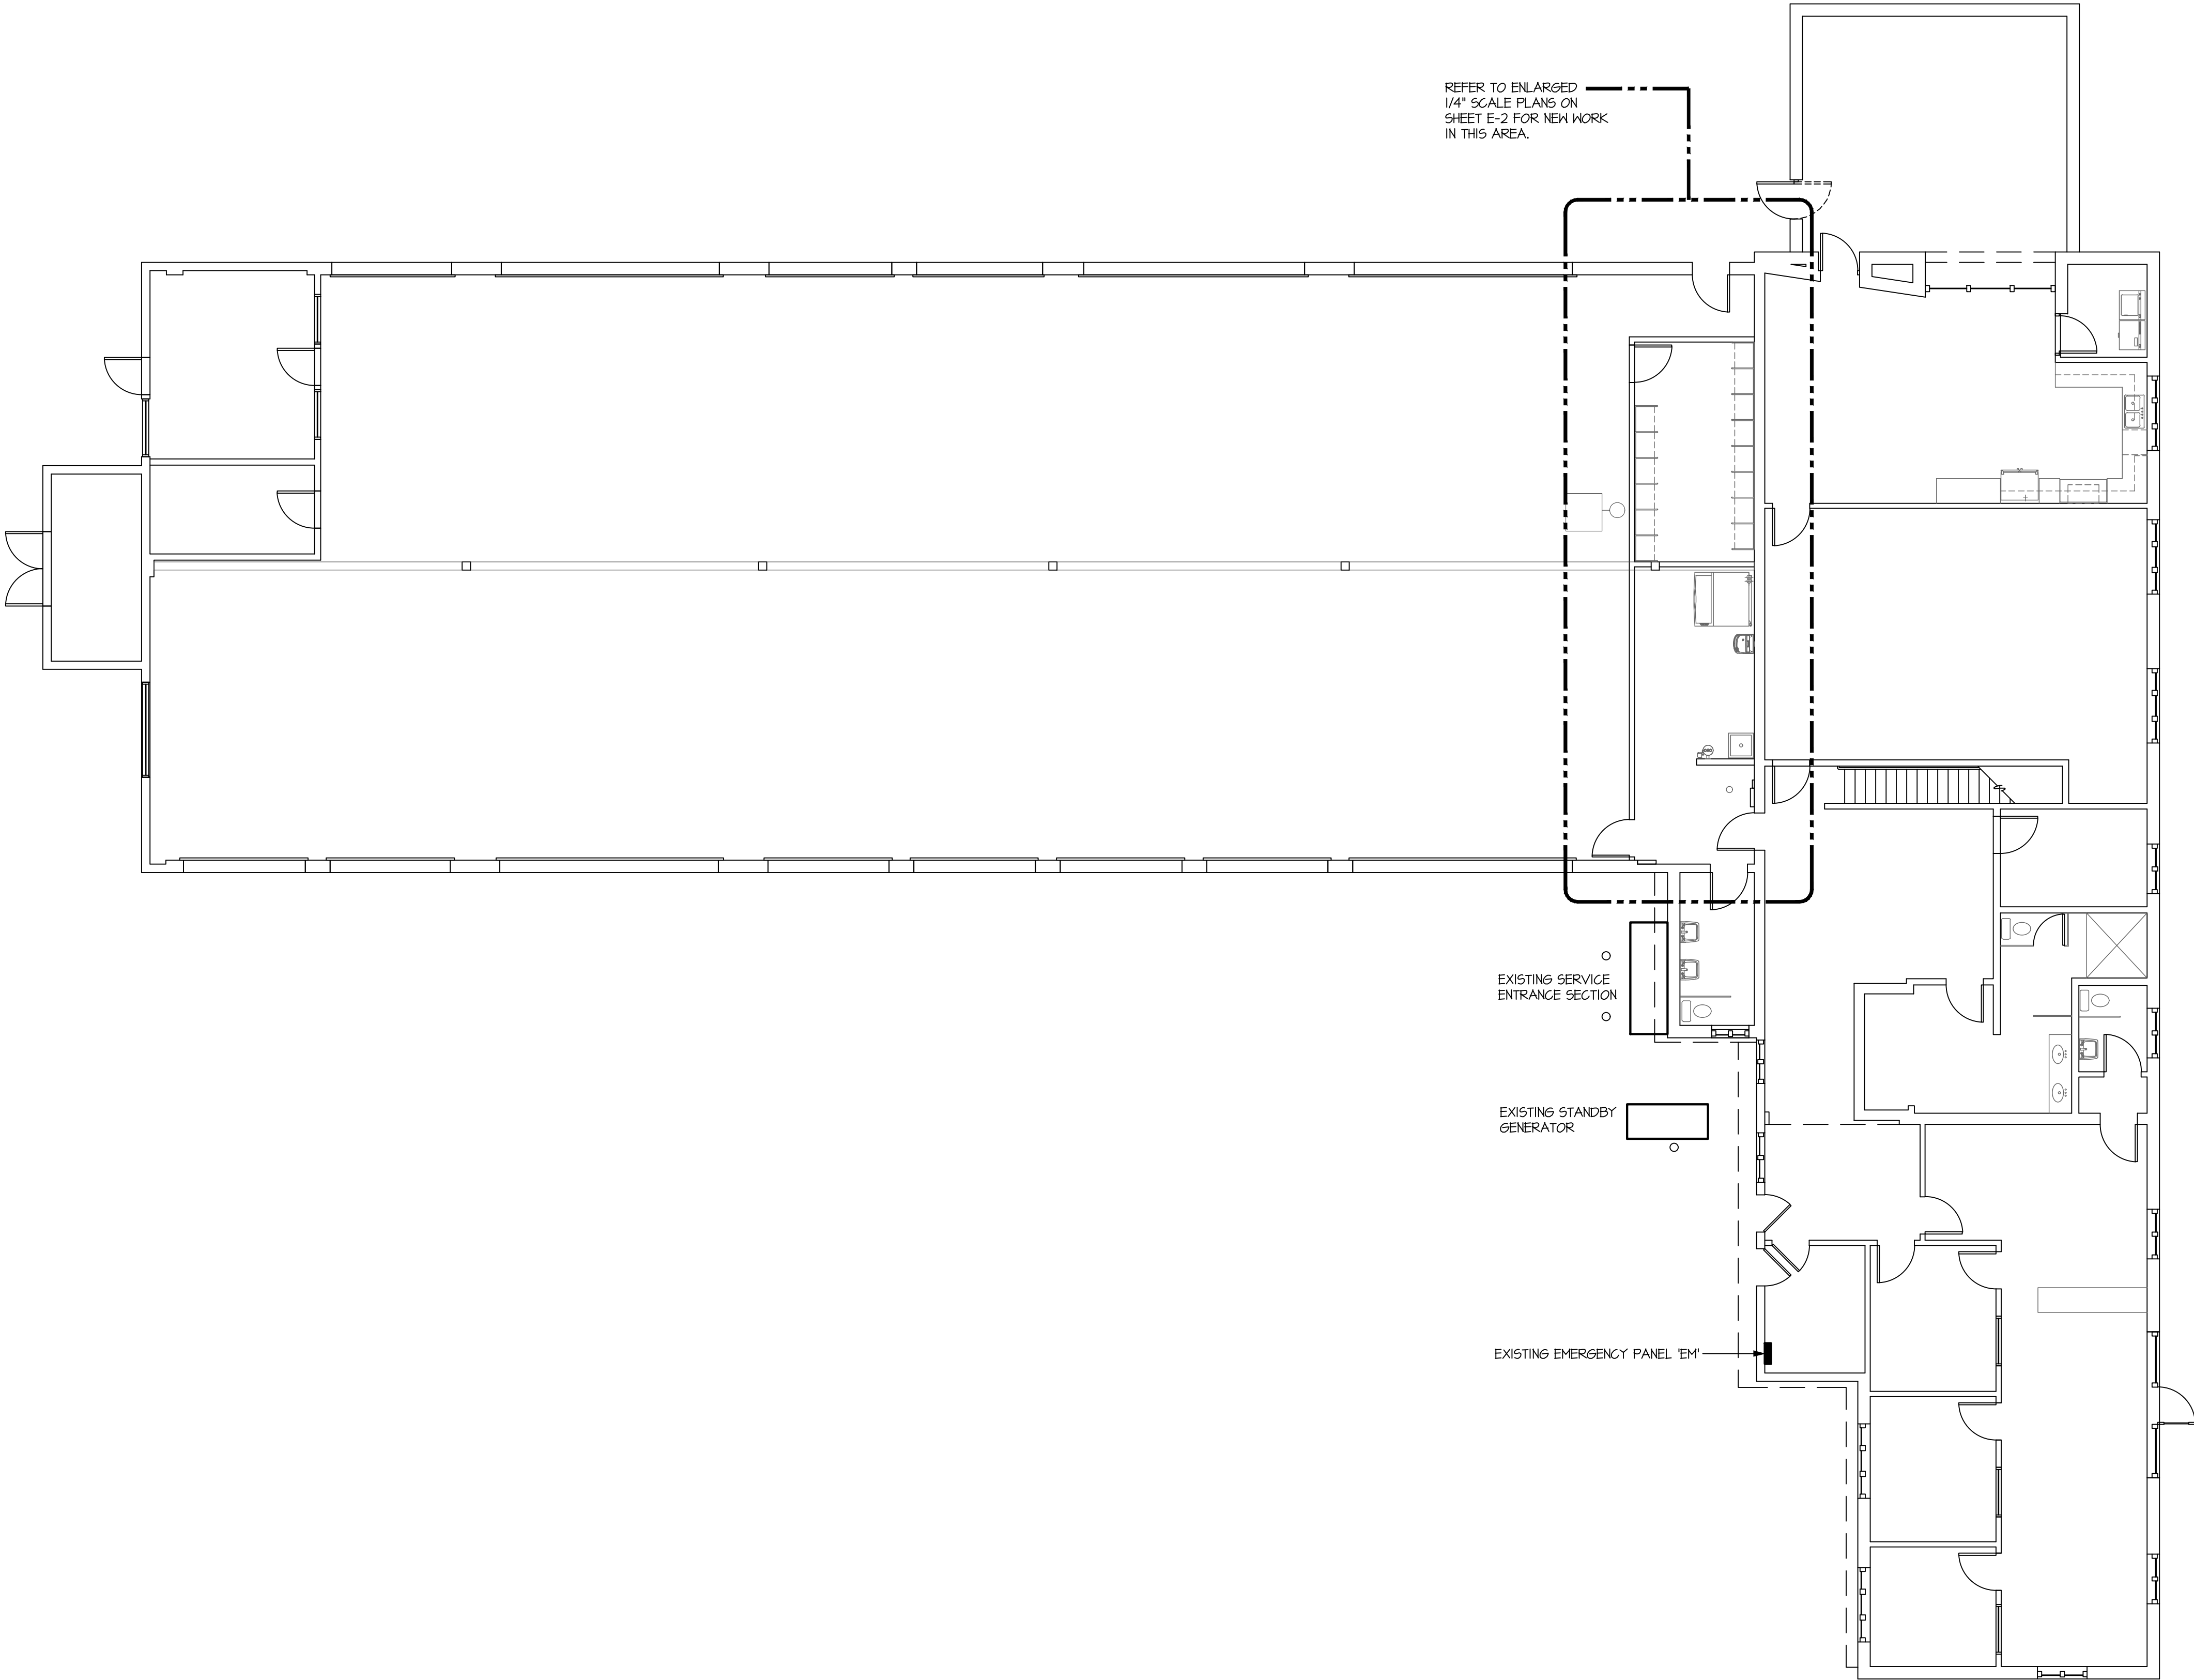 REFER TO ENLARGED
1/4" SCALE PLANS ON
SHEET E-2 FOR NEW WORK
IN THIS AREA.
EXISTING SERVICE
ENTRANCE SECTION
EXISTING STANDBY
GENERATOR
EXISTING EMERGENCY PANEL 'EM'